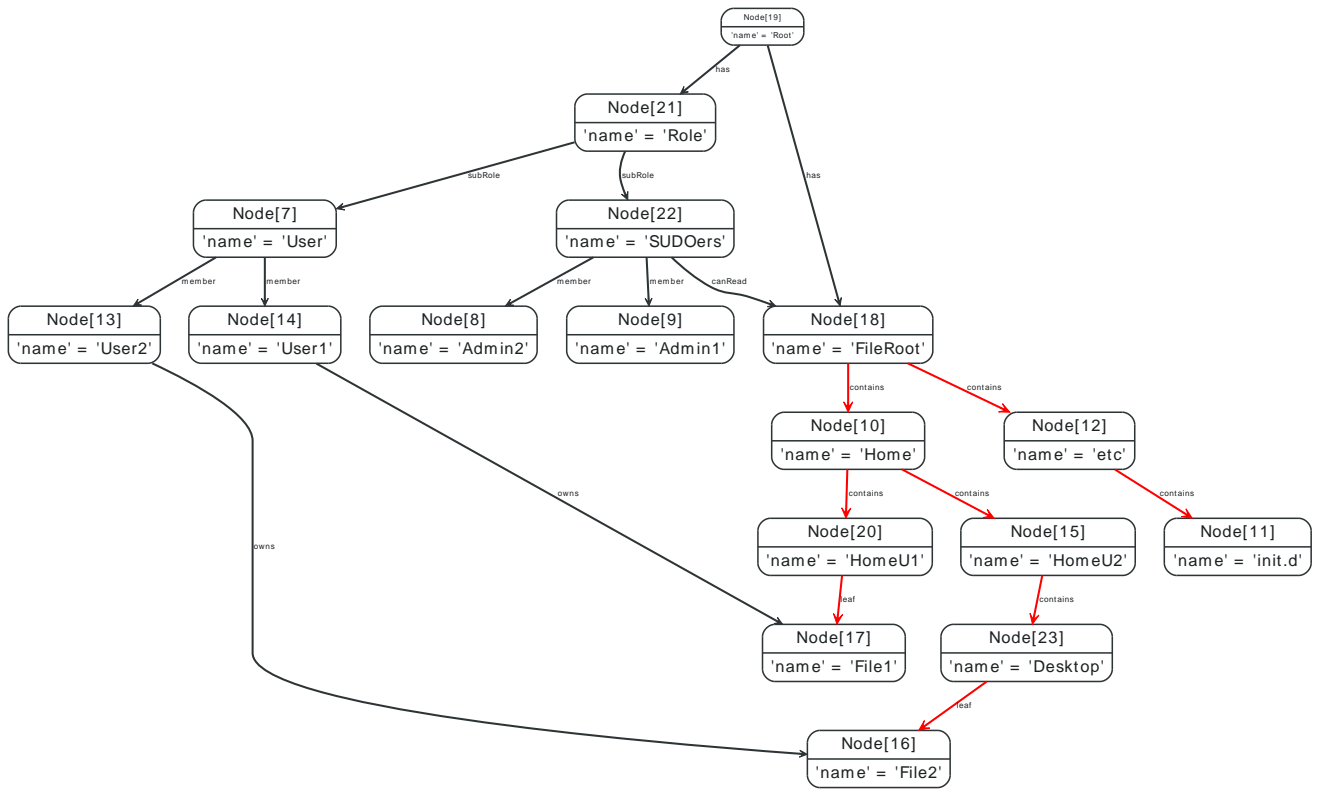 Node[19]
'name' = 'Root'
has
Node[21]
'name' = 'Role'
subRole
subRole
has
Node[7]
'name' = 'User'
Node[22]
'name' = 'SUDOers'
member
member
member
member
canRead
Node[13]
'name' = 'User2'
Node[14]
'name' = 'User1'
Node[8]
'name' = 'Admin2'
Node[9]
'name' = 'Admin1'
Node[18]
'name' = 'FileRoot'
contains
contains
Node[10]
'name' = 'Home'
Node[12]
'name' = 'etc'
owns
contains
contains
contains
owns
Node[20]
'name' = 'HomeU1'
Node[15]
'name' = 'HomeU2'
Node[11]
'name' = 'init.d'
leaf
contains
Node[17]
'name' = 'File1'
Node[23]
'name' = 'Desktop'
leaf
Node[16]
'name' = 'File2'